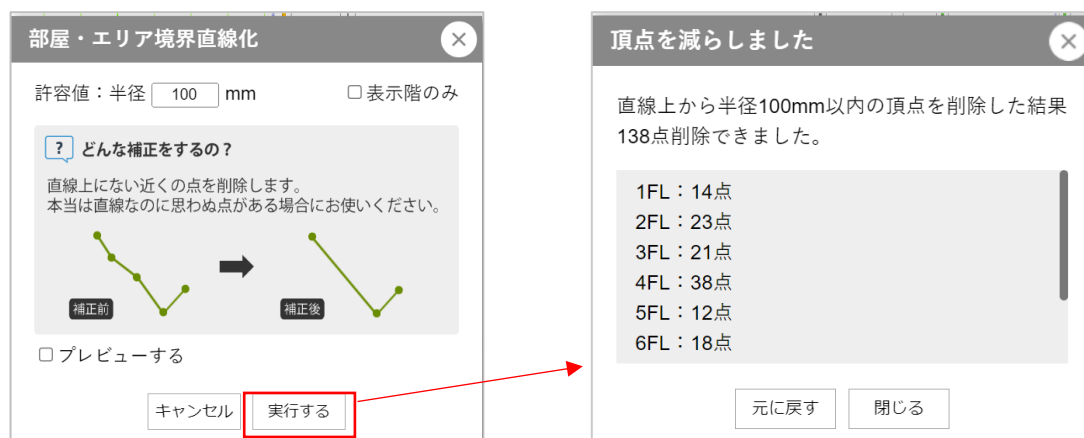 部屋・エリア境界直線化
許容値：半径 100 mm
表示階のみ
? どんな補正をするの？
直線上にない近くの点を削除します。
本当は直線なのに思わぬ点がある場合にお使いください。
補正前
補正後
プレビューする
キャンセル
実行する
頂点を減らしました
直線上から半径100mm以内の頂点を削除した結果
138点削除できました。
1FL：14点
2FL：23点
3FL：21点
4FL：38点
5FL：12点
6FL：18点
元に戻す
閉じる